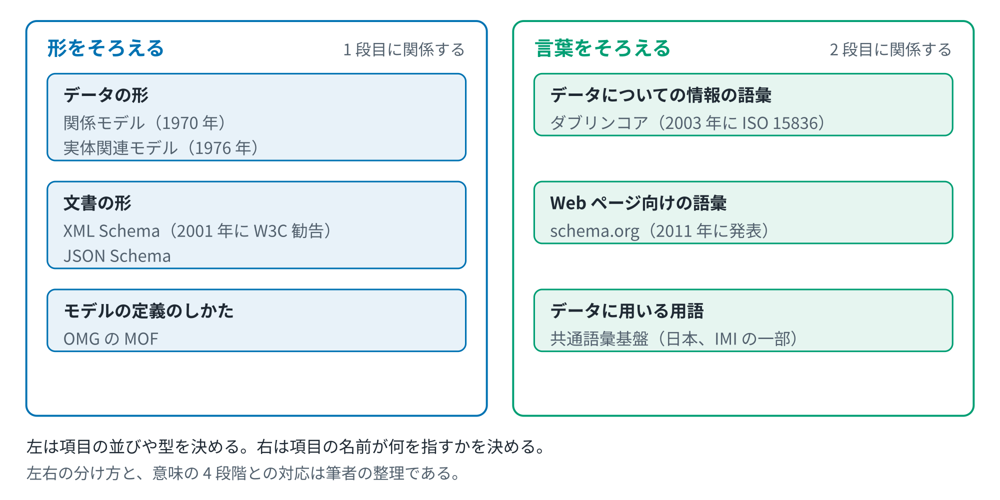 形をそろえる
1 段目に関係する
データの形
関係モデル（1970 年）
実体関連モデル（1976 年）
文書の形
XML Schema（2001 年に W3C 勧告）
JSON Schema
モデルの定義のしかた
OMG の MOF
言葉をそろえる
2 段目に関係する
データについての情報の語彙
ダブリンコア（2003 年に ISO 15836）
Web ページ向けの語彙
schema.org（2011 年に発表）
データに用いる用語
共通語彙基盤（日本、IMI の一部）
左は項目の並びや型を決める。右は項目の名前が何を指すかを決める。
左右の分け方と、意味の 4 段階との対応は筆者の整理である。